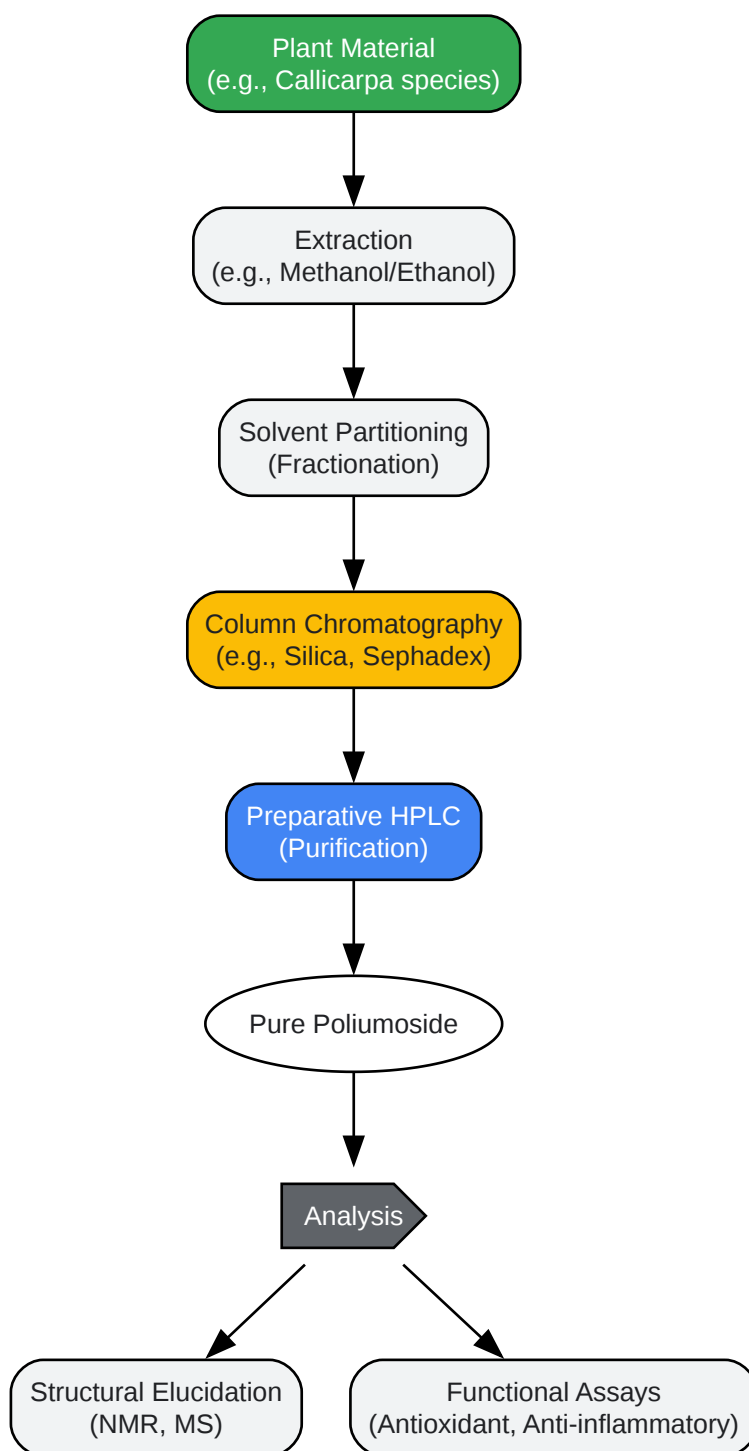 Plant Material
(e.g., Callicarpa species)
Extraction
(e.g., Methanol/Ethanol)
Solvent Partitioning
(Fractionation)
Column Chromatography
(e.g., Silica, Sephadex)
Preparative HPLC
(Purification)
Pure Poliumoside
Analysis
Structural Elucidation
(NMR, MS)
Functional Assays
(Antioxidant, Anti-inflammatory)